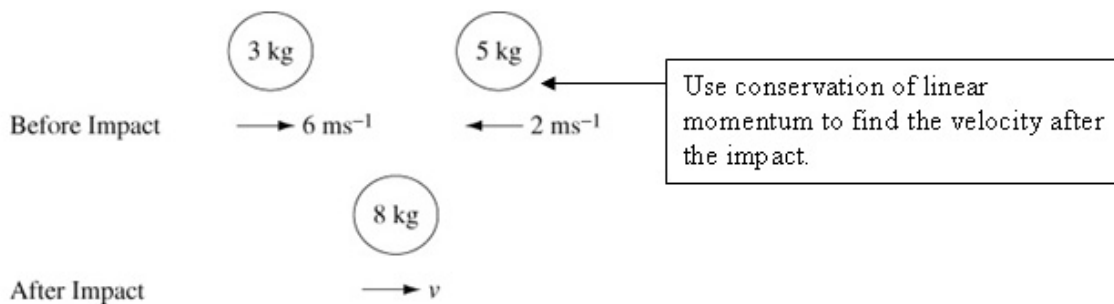 3 kg 5 kg
Use conservation of linear
momentum to find the velocity after
the impact.
Before Impact 6 ms⁻¹ 2 ms⁻¹
8 kg
After Impact v